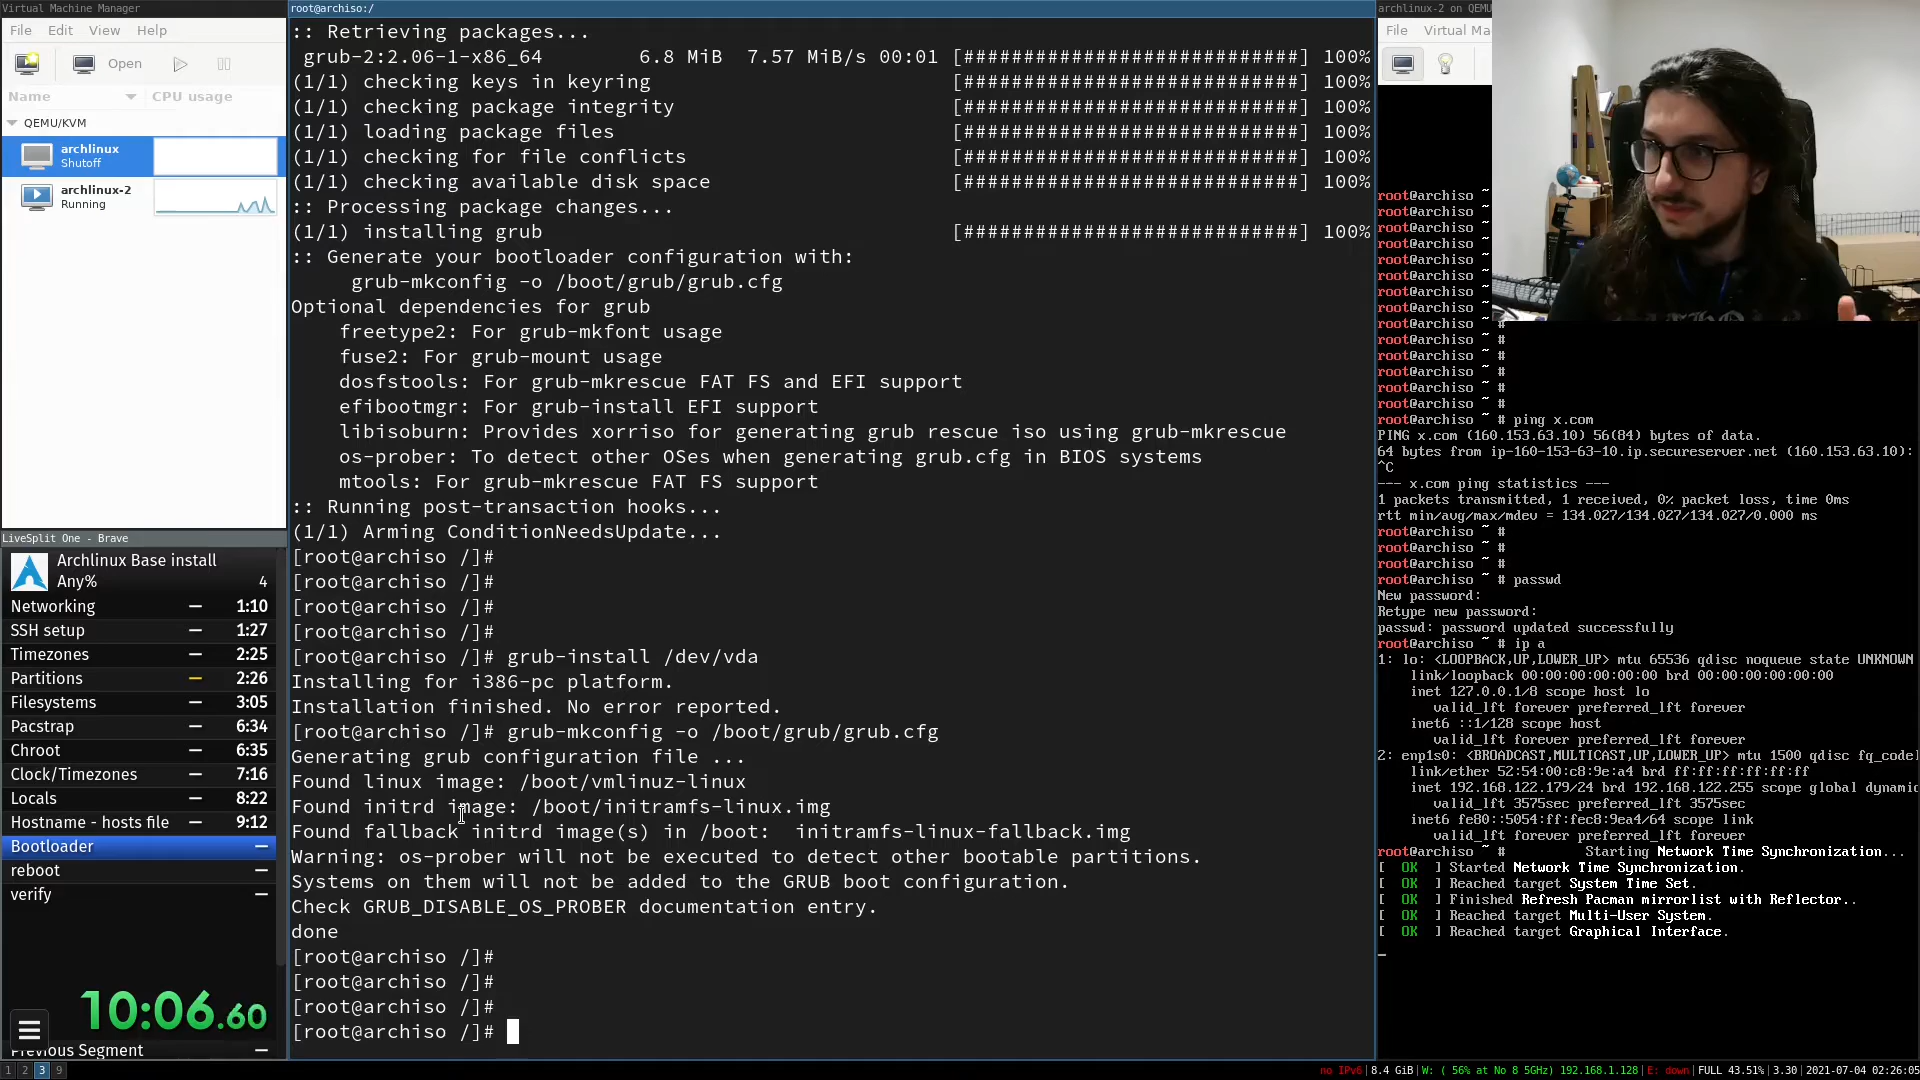 Virtual Machine Manager
File Edit View Help
Open
Name CPU usage
QEMU/KVM
archlinux
Shutoff
archlinux-2
Running
LiveSplit One - Brave
Archlinux Base install
Any% 4
Networking — 1:10
SSH setup — 1:27
Timezones — 2:25
Partitions — 2:26
Filesystems — 3:05
Pacstrap — 6:34
Chroot — 6:35
Clock/Timezones — 7:16
Locals — 8:22
Hostname - hosts file — 9:12
Bootloader —
reboot —
verify —
10:06.60
Previous Segment —
root@archiso:/
:: Retrieving packages...
grub-2:2.06-1-x86_64 6.8 MiB 7.57 MiB/s 00:01 [############################] 100%
(1/1) checking keys in keyring [############################] 100%
(1/1) checking package integrity [############################] 100%
(1/1) loading package files [############################] 100%
(1/1) checking for file conflicts [############################] 100%
(1/1) checking available disk space [############################] 100%
:: Processing package changes...
(1/1) installing grub [############################] 100%
:: Generate your bootloader configuration with:
grub-mkconfig -o /boot/grub/grub.cfg
Optional dependencies for grub
freetype2: For grub-mkfont usage
fuse2: For grub-mount usage
dosfstools: For grub-mkrescue FAT FS and EFI support
efibootmgr: For grub-install EFI support
libisoburn: Provides xorriso for generating grub rescue iso using grub-mkrescue
os-prober: To detect other OSes when generating grub.cfg in BIOS systems
mtools: For grub-mkrescue FAT FS support
:: Running post-transaction hooks...
(1/1) Arming ConditionNeedsUpdate...
[root@archiso /]#
[root@archiso /]#
[root@archiso /]#
[root@archiso /]#
[root@archiso /]# grub-install /dev/vda
Installing for i386-pc platform.
Installation finished. No error reported.
[root@archiso /]# grub-mkconfig -o /boot/grub/grub.cfg
Generating grub configuration file ...
Found linux image: /boot/vmlinuz-linux
Found initrd image: /boot/initramfs-linux.img
Found fallback initrd image(s) in /boot: initramfs-linux-fallback.img
Warning: os-prober will not be executed to detect other bootable partitions.
Systems on them will not be added to the GRUB boot configuration.
Check GRUB_DISABLE_OS_PROBER documentation entry.
done
[root@archiso /]#
[root@archiso /]#
[root@archiso /]#
[root@archiso /]#
archlinux-2 on QEMU
File Virtual Ma
root@archiso ~
root@archiso ~
root@archiso ~
root@archiso ~
root@archiso ~
root@archiso ~
root@archiso ~
root@archiso ~
root@archiso ~ #
root@archiso ~ #
root@archiso ~ #
root@archiso ~ #
root@archiso ~ #
root@archiso ~ #
root@archiso ~ # ping x.com
PING x.com (160.153.63.10) 56(84) bytes of data.
64 bytes from ip-160-153-63-10.ip.secureserver.net (160.153.63.10):
^C
--- x.com ping statistics ---
1 packets transmitted, 1 received, 0% packet loss, time 0ms
rtt min/avg/max/mdev = 134.027/134.027/134.027/0.000 ms
root@archiso ~ #
root@archiso ~ #
root@archiso ~ #
root@archiso ~ # passwd
New password:
Retype new password:
passwd: password updated successfully
root@archiso ~ # ip a
1: lo: <LOOPBACK,UP,LOWER_UP> mtu 65536 qdisc noqueue state UNKNOWN
link/loopback 00:00:00:00:00:00 brd 00:00:00:00:00:00
inet 127.0.0.1/8 scope host lo
valid_lft forever preferred_lft forever
inet6 ::1/128 scope host
valid_lft forever preferred_lft forever
2: enp1s0: <BROADCAST,MULTICAST,UP,LOWER_UP> mtu 1500 qdisc fq_codel
link/ether 52:54:00:c8:9e:a4 brd ff:ff:ff:ff:ff:ff
inet 192.168.122.179/24 brd 192.168.122.255 scope global dynamic
valid_lft 3575sec preferred_lft 3575sec
inet6 fe80::5054:ff:fec8:9ea4/64 scope link
valid_lft forever preferred_lft forever
root@archiso ~ # Starting Network Time Synchronization...
[ OK ] Started Network Time Synchronization.
[ OK ] Reached target System Time Set.
[ OK ] Finished Refresh Pacman mirrorlist with Reflector..
[ OK ] Reached target Multi-User System.
[ OK ] Reached target Graphical Interface.
1 2 3 9
no IPv6|8.4 GiB|W: ( 56% at No 8 5GHz) 192.168.1.128|E: down|FULL 43.51%|3.30|2021-07-04 02:26:05